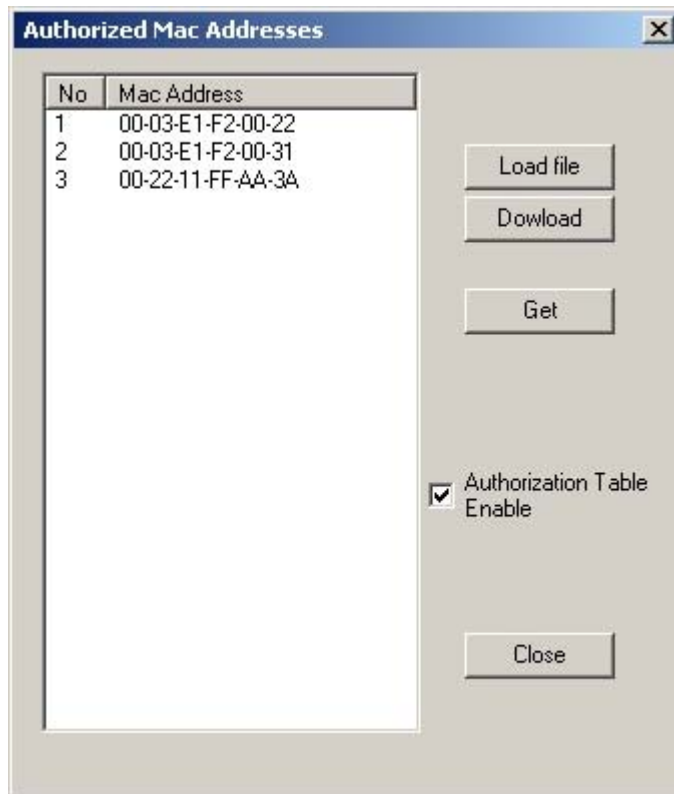 Authorized Mac Addresses
No Mac Address
1 00-03-E1-F2-00-22
2 00-03-E1-F2-00-31
3 00-22-11-FF-AA-3A
Load file
Dowload
Get
Authorization Table
Enable
Close